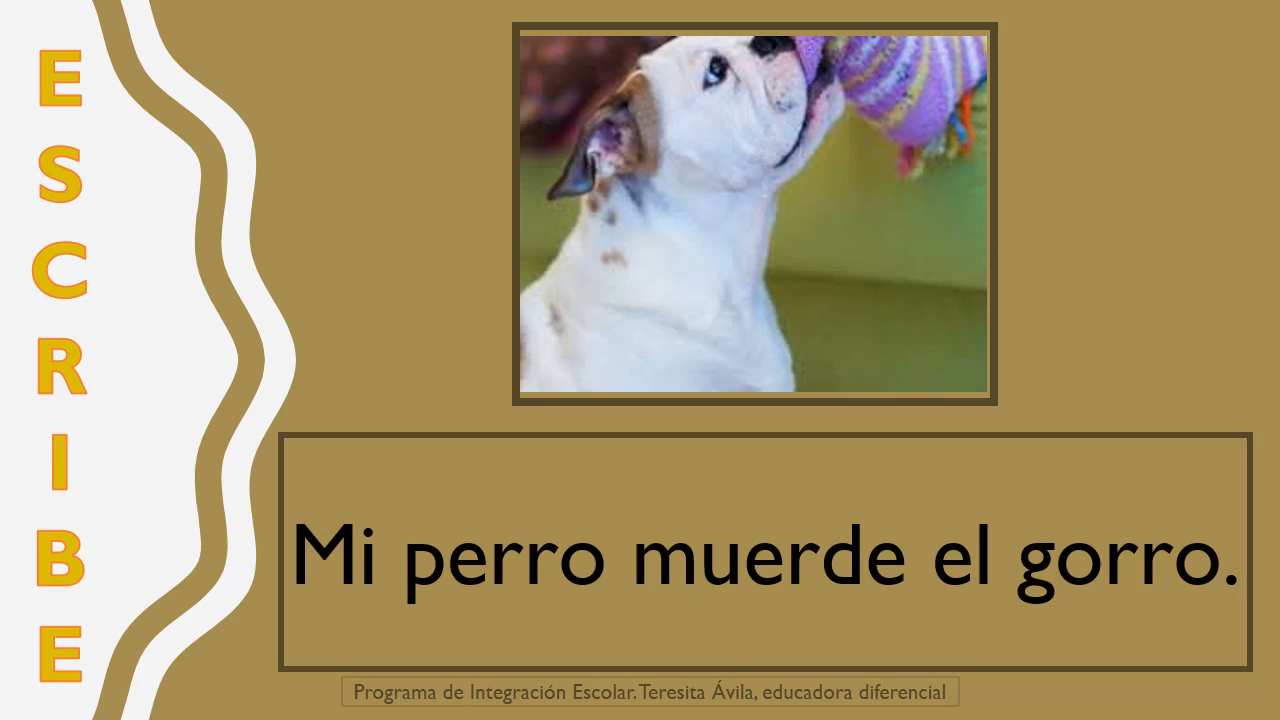 ESCRIBE
Mi perro muerde el gorro.
Programa de Integración Escolar. Teresita Ávila, educadora diferencial